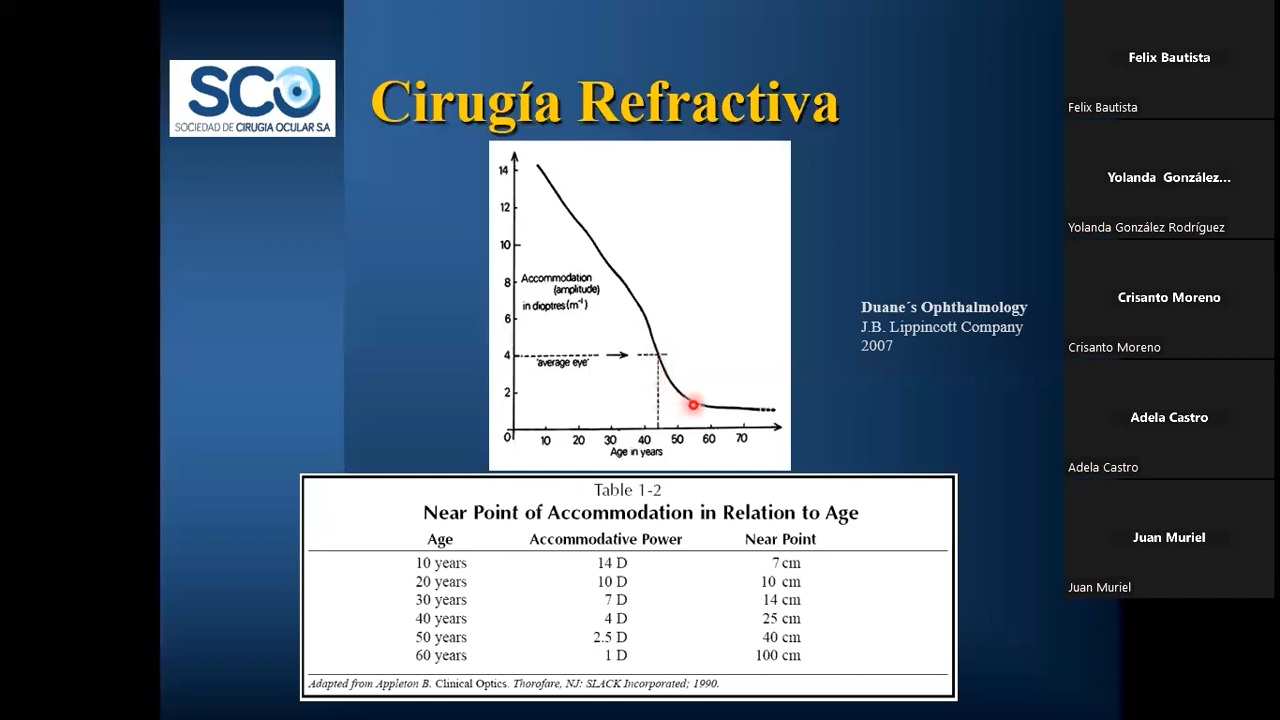 SCO
SOCIEDAD DE CIRUGIA OCULAR S.A
Cirugía Refractiva
14
12
10
8
6
4
2
0
Accommodation
(amplitude)
in dioptres (m⁻¹)
'average eye'
10 20 30 40 50 60 70
Age in years
Duane´s Ophthalmology
J.B. Lippincott Company
2007
Table 1-2
Near Point of Accommodation in Relation to Age
Age Accommodative Power Near Point
10 years 14 D 7 cm
20 years 10 D 10 cm
30 years 7 D 14 cm
40 years 4 D 25 cm
50 years 2.5 D 40 cm
60 years 1 D 100 cm
Adapted from Appleton B. Clinical Optics. Thorofare, NJ: SLACK Incorporated; 1990.
Felix Bautista
Felix Bautista
Yolanda González...
Yolanda González Rodríguez
Crisanto Moreno
Crisanto Moreno
Adela Castro
Adela Castro
Juan Muriel
Juan Muriel